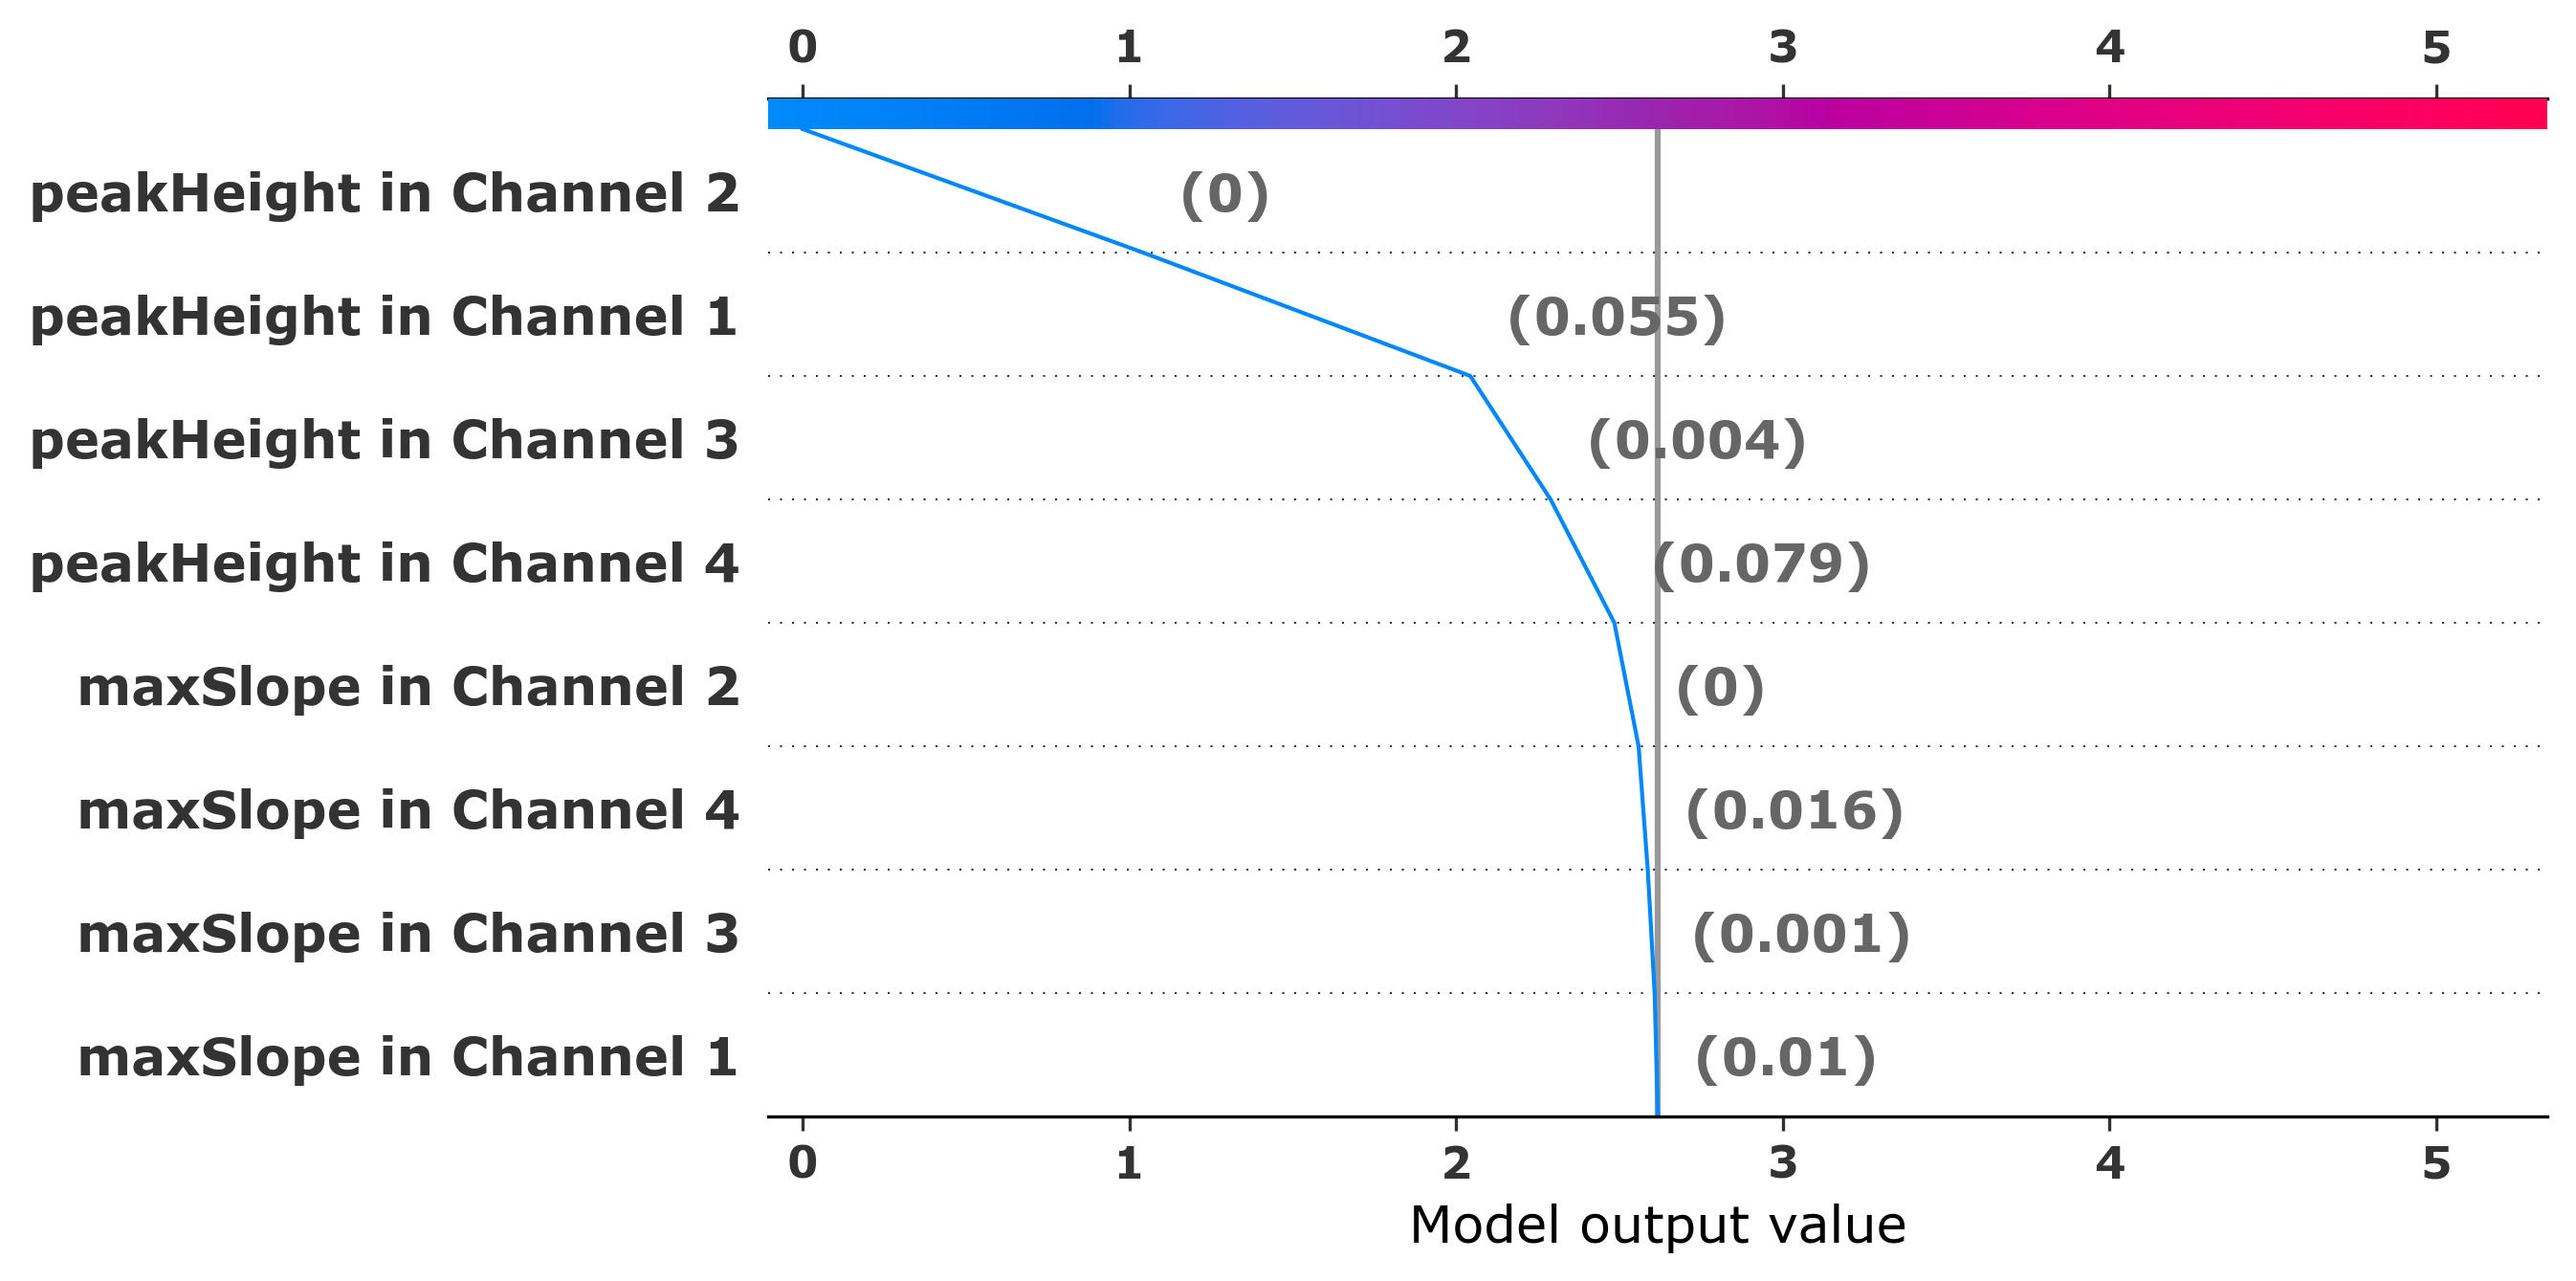 0 1 2 3 4 5
peakHeight in Channel 2 (0)
peakHeight in Channel 1 (0.055)
peakHeight in Channel 3 (0.004)
peakHeight in Channel 4 (0.079)
maxSlope in Channel 2 (0)
maxSlope in Channel 4 (0.016)
maxSlope in Channel 3 (0.001)
maxSlope in Channel 1 (0.01)
0 1 2 3 4 5
Model output value